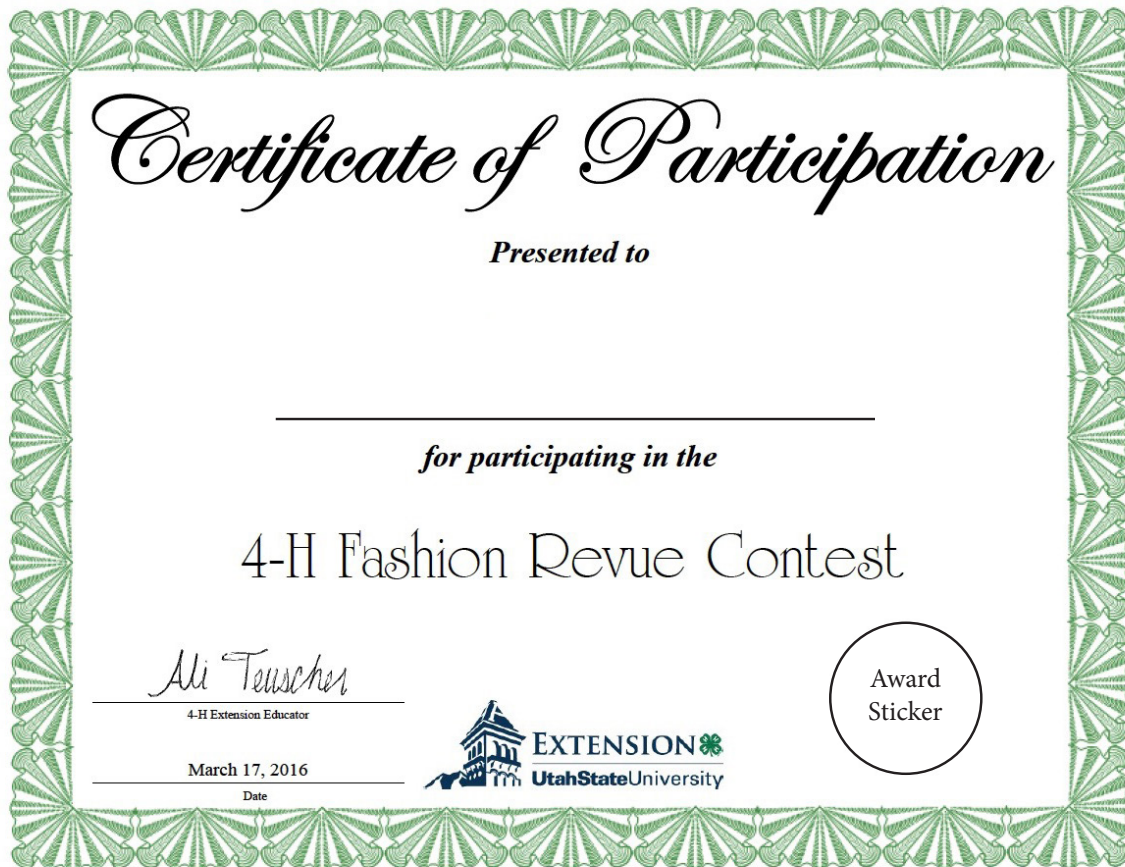 Certificate of Participation
Presented to
for participating in the
4-H Fashion Revue Contest
Ali Teuscher
4-H Extension Educator
March 17, 2016
Date
EXTENSION
UtahStateUniversity
Award
Sticker